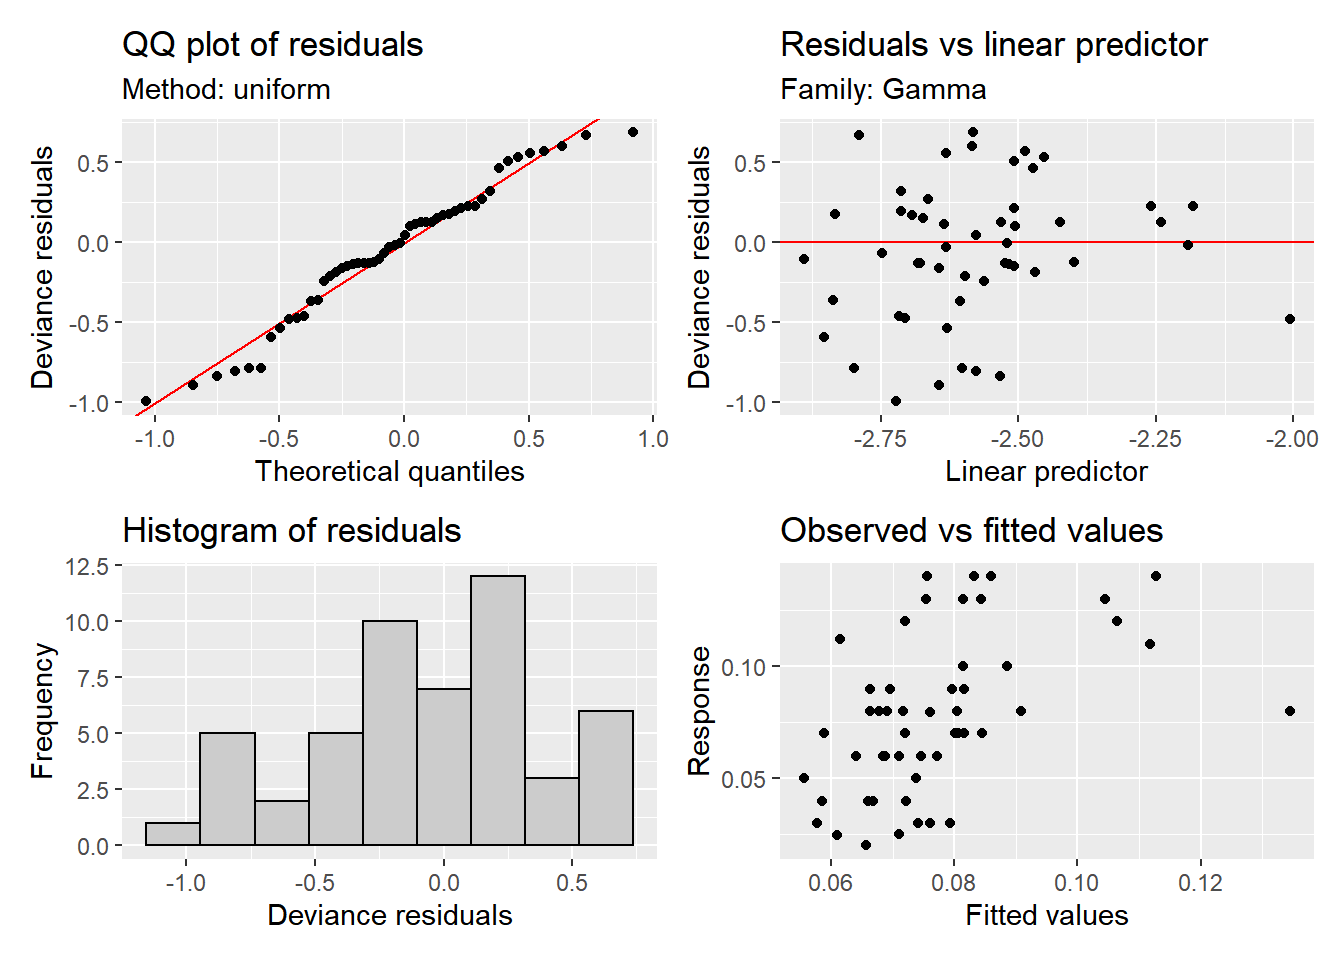 QQ plot of residuals
Method: uniform
Deviance residuals
0.5
0.0
-0.5
-1.0
-1.0 -0.5 0.0 0.5 1.0
Theoretical quantiles
Residuals vs linear predictor
Family: Gamma
Deviance residuals
0.5
0.0
-0.5
-1.0
-2.75 -2.50 -2.25 -2.00
Linear predictor
Histogram of residuals
Frequency
12.5
10.0
7.5
5.0
2.5
0.0
-1.0 -0.5 0.0 0.5
Deviance residuals
Observed vs fitted values
Response
0.10
0.05
0.06 0.08 0.10 0.12
Fitted values